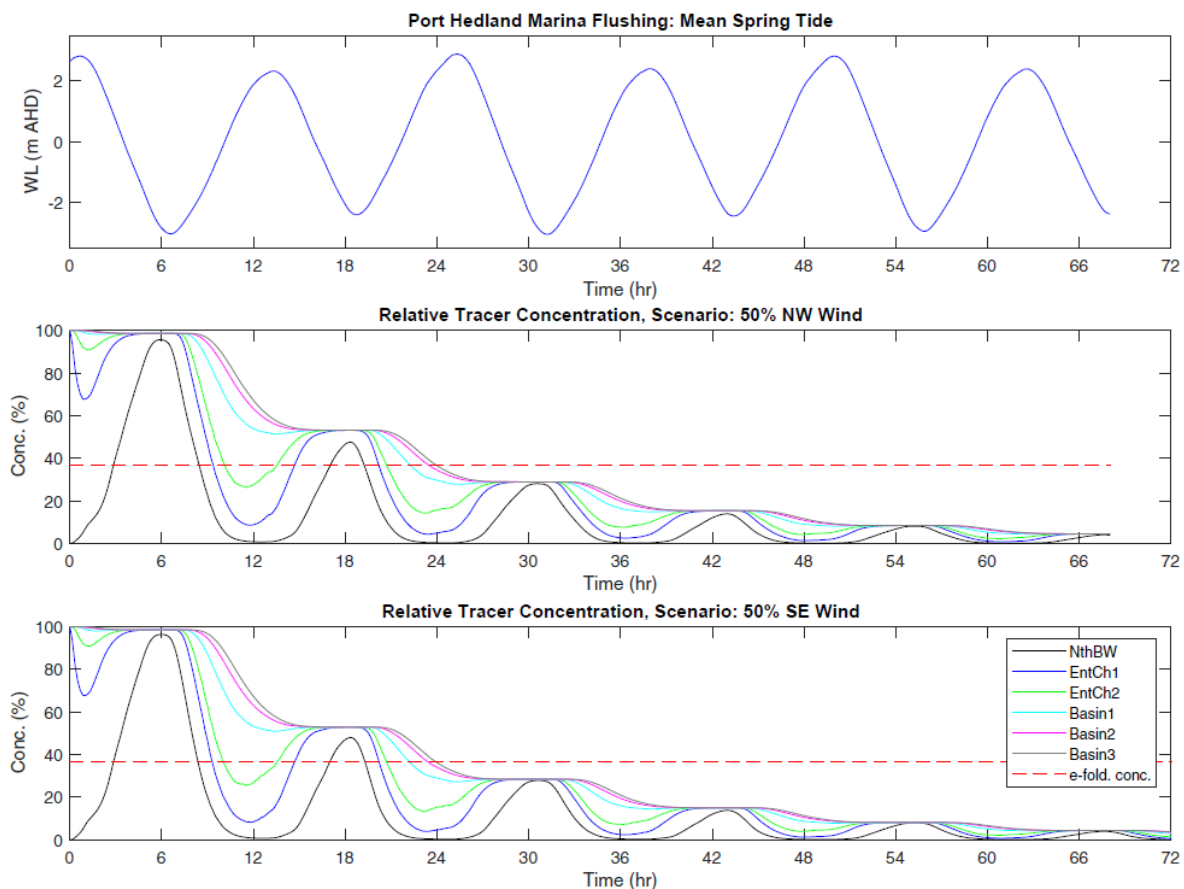 Port Hedland Marina Flushing: Mean Spring Tide
WL (m AHD)
2
0
-2
0 6 12 18 24 30 36 42 48 54 60 66 72
Time (hr)
Relative Tracer Concentration, Scenario: 50% NW Wind
Conc. (%)
100
80
60
40
20
0
0 6 12 18 24 30 36 42 48 54 60 66 72
Time (hr)
Relative Tracer Concentration, Scenario: 50% SE Wind
Conc. (%)
100
80
60
40
20
0
NthBW
EntCh1
EntCh2
Basin1
Basin2
Basin3
e-fold. conc.
0 6 12 18 24 30 36 42 48 54 60 66 72
Time (hr)